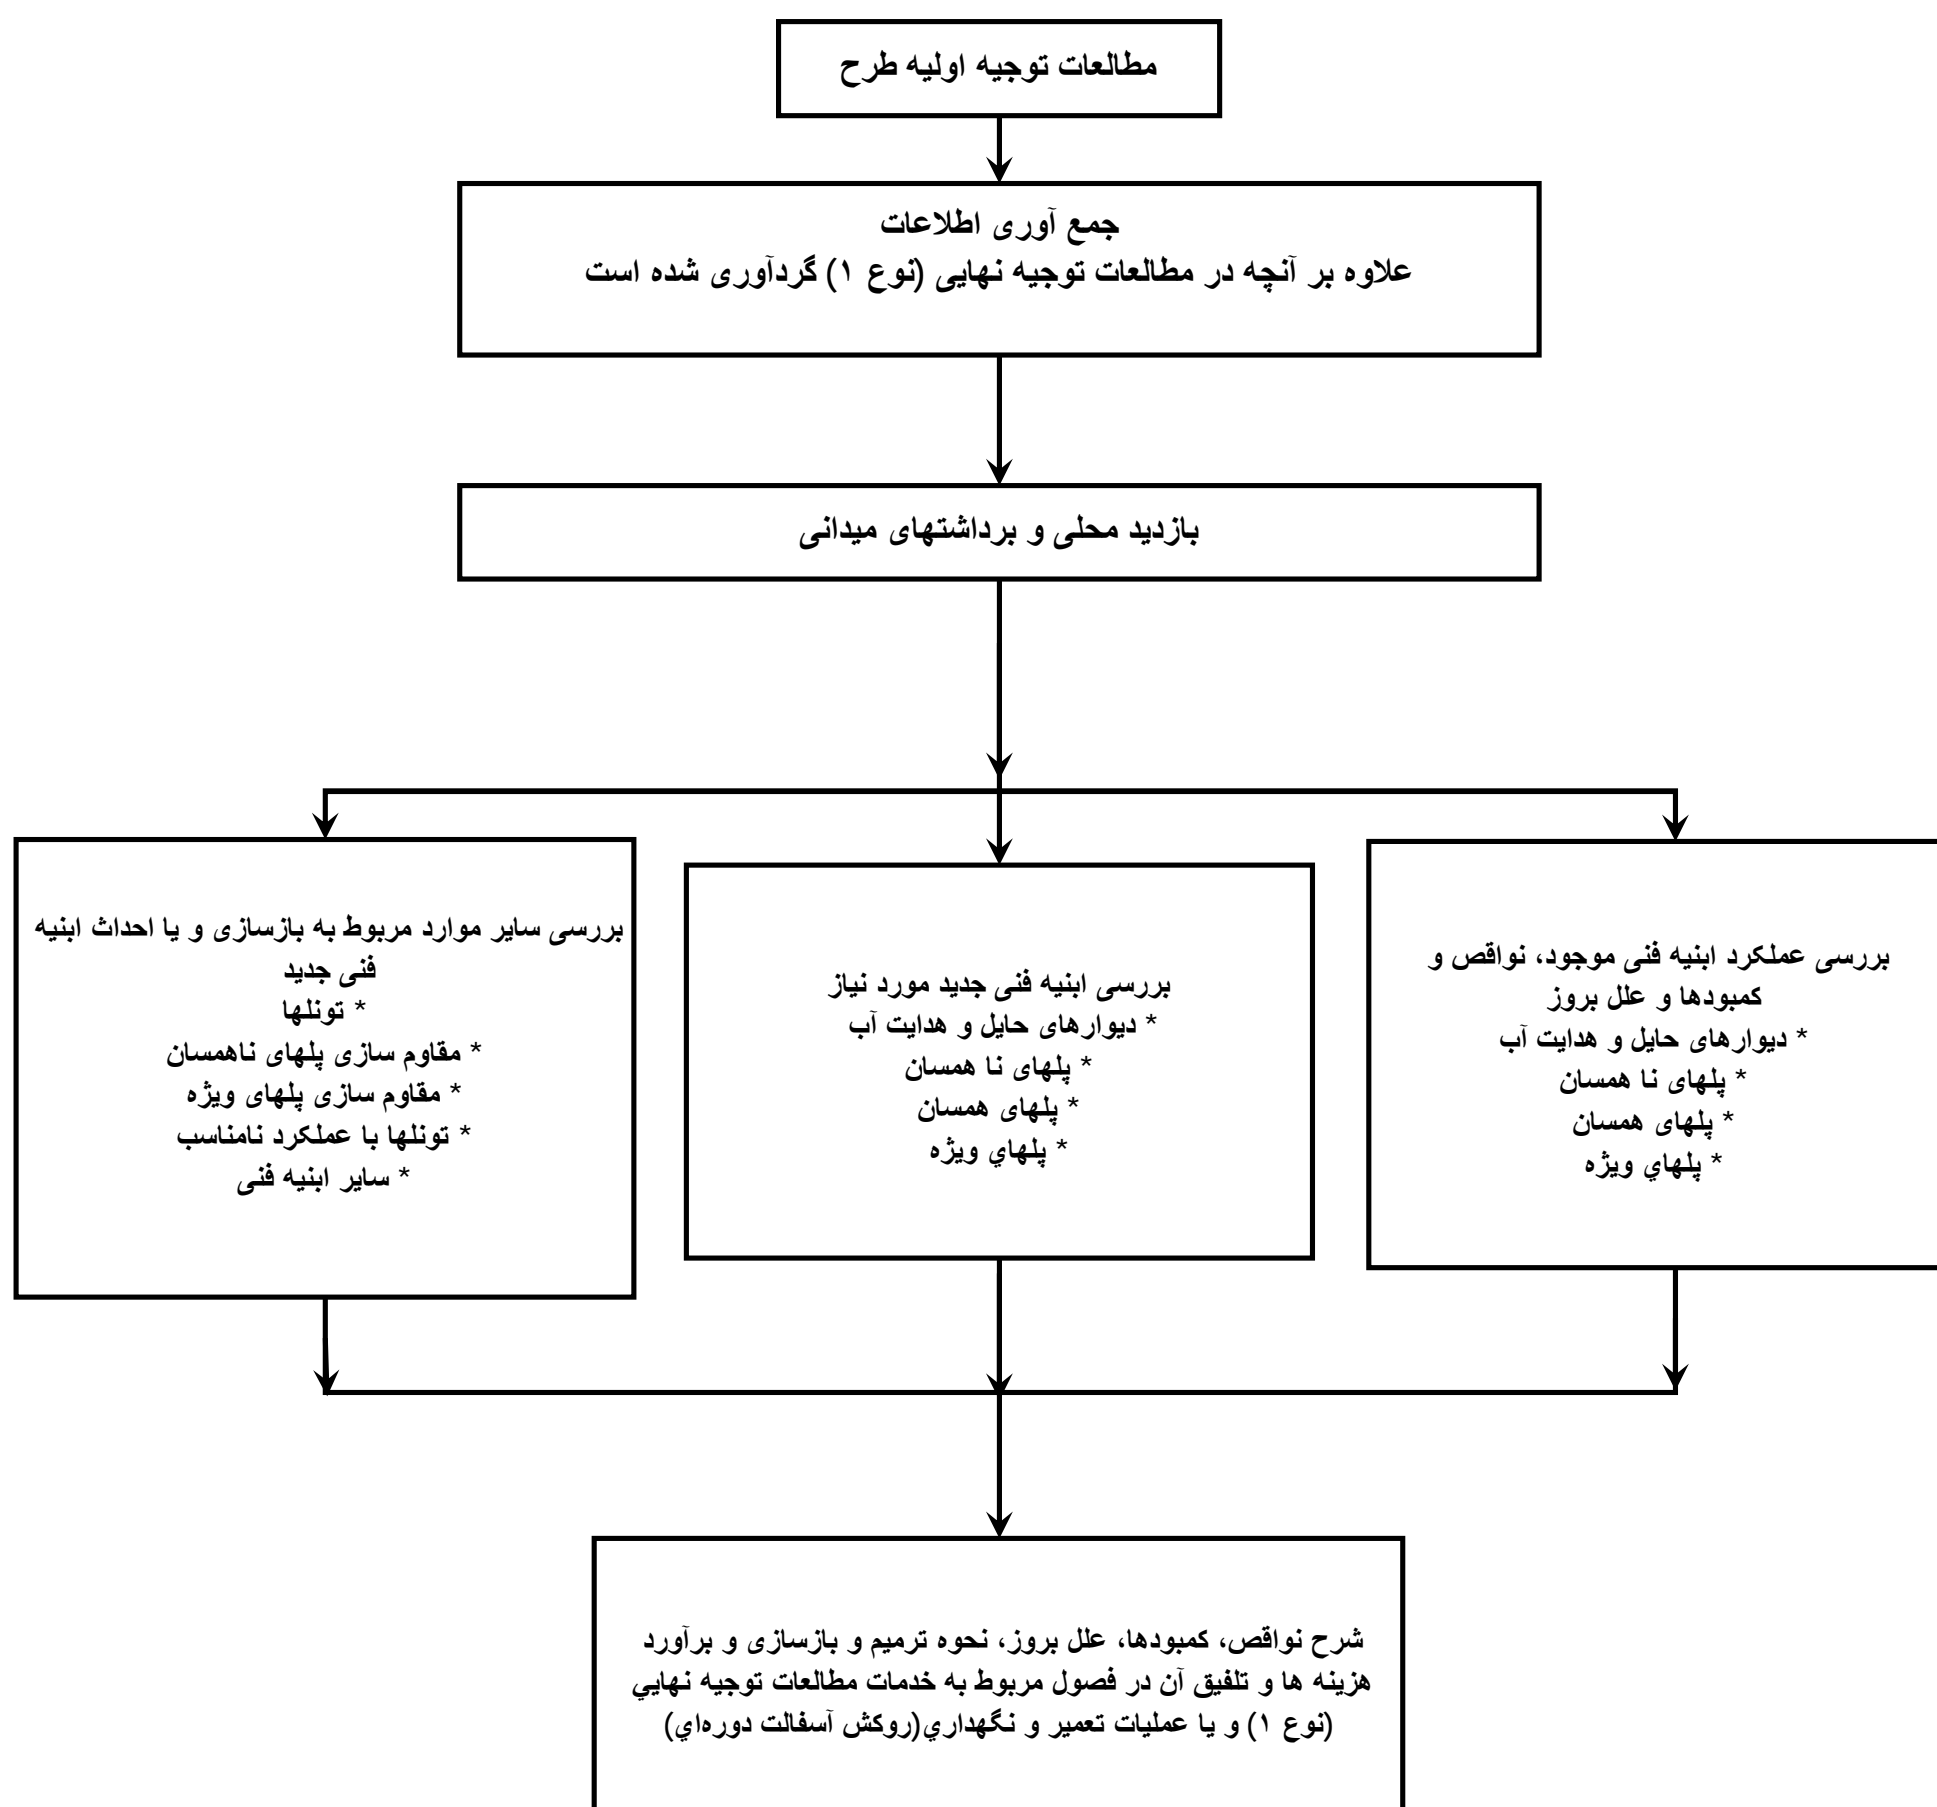 مطالعات توجیه اولیه طرح
جمع آوری اطلاعات
علاوه بر آنچه در مطالعات توجیه نهایی (نوع ۱) گردآوری شده است
بازدید محلی و برداشتهای میدانی
بررسی عملکرد ابنیه فنی موجود، نواقص و
کمبودها و علل بروز
* دیوارهای حایل و هدایت آب
* پلهای نا همسان
* پلهای همسان
* پلهاي ویژه
بررسی ابنیه فنی جدید مورد نیاز
* دیوارهای حایل و هدایت آب
* پلهای نا همسان
* پلهای همسان
* پلهاي ویژه
بررسی سایر موارد مربوط به بازسازی و یا احداث ابنیه
فنی جدید
* تونلها
* مقاوم سازی پلهای ناهمسان
* مقاوم سازی پلهای ویژه
* تونلها با عملکرد نامناسب
* سایر ابنیه فنی
شرح نواقص، کمبودها، علل بروز، نحوه ترمیم و بازسازی و برآورد
هزینه ها و تلفیق آن در فصول مربوط به خدمات مطالعات توجیه نهایي
(نوع ۱) و یا عملیات تعمیر و نگهداري(روکش آسفالت دوره‌اي)